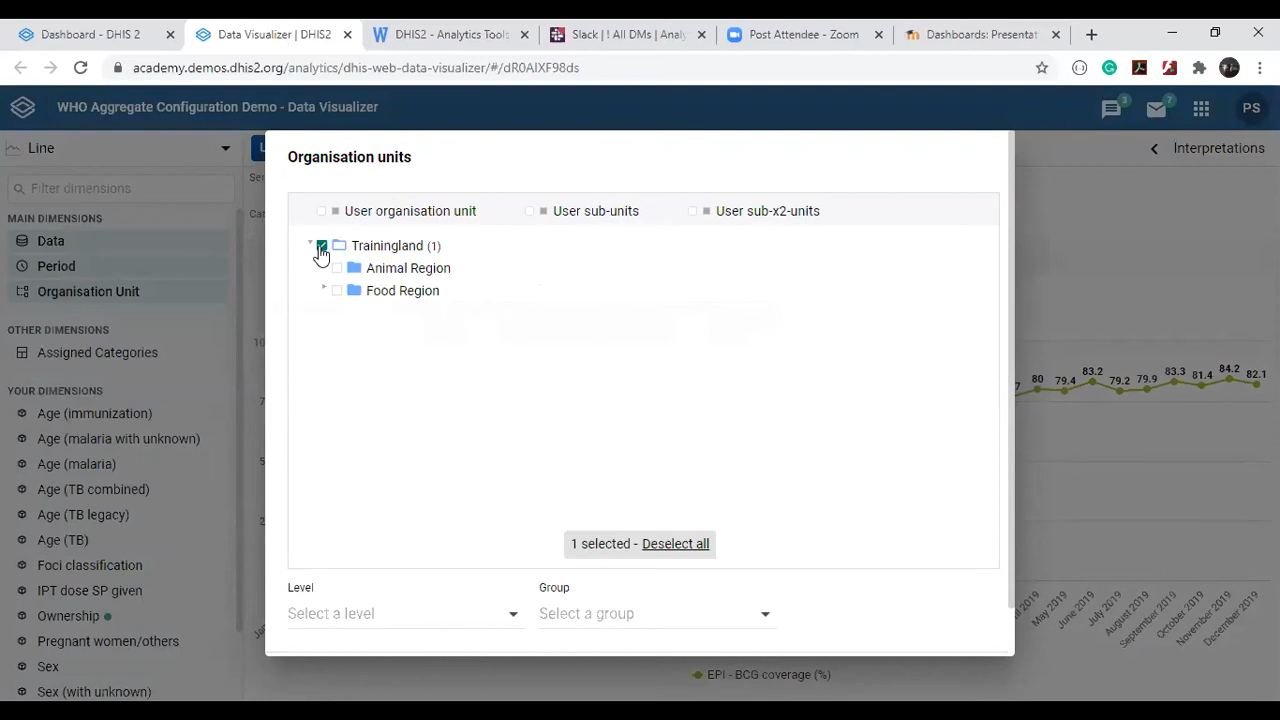 Dashboard - DHIS 2
Data Visualizer | DHIS2
DHIS2 - Analytics Tools
Slack | ! All DMs | Analy
Post Attendee - Zoom
Dashboards: Presentat
academy.demos.dhis2.org/analytics/dhis-web-data-visualizer/#/dR0AlXF98ds
WHO Aggregate Configuration Demo - Data Visualizer
3
7
PS
Line
Interpretations
Filter dimensions
MAIN DIMENSIONS
Data
Period
Organisation Unit
OTHER DIMENSIONS
Assigned Categories
YOUR DIMENSIONS
Age (immunization)
Age (malaria with unknown)
Age (malaria)
Age (TB combined)
Age (TB legacy)
Age (TB)
Foci classification
IPT dose SP given
Ownership
Pregnant women/others
Sex
Sex (with unknown)
Organisation units
User organisation unit
User sub-units
User sub-x2-units
Trainingland (1)
Animal Region
Food Region
1 selected - Deselect all
Level
Group
Select a level
Select a group
80
79.4
83.2
79.2
79.9
83.3
81.4
84.2
82.1
May 2019
June 2019
July 2019
August 2019
September 2019
October 2019
November 2019
December 2019
EPI - BCG coverage (%)